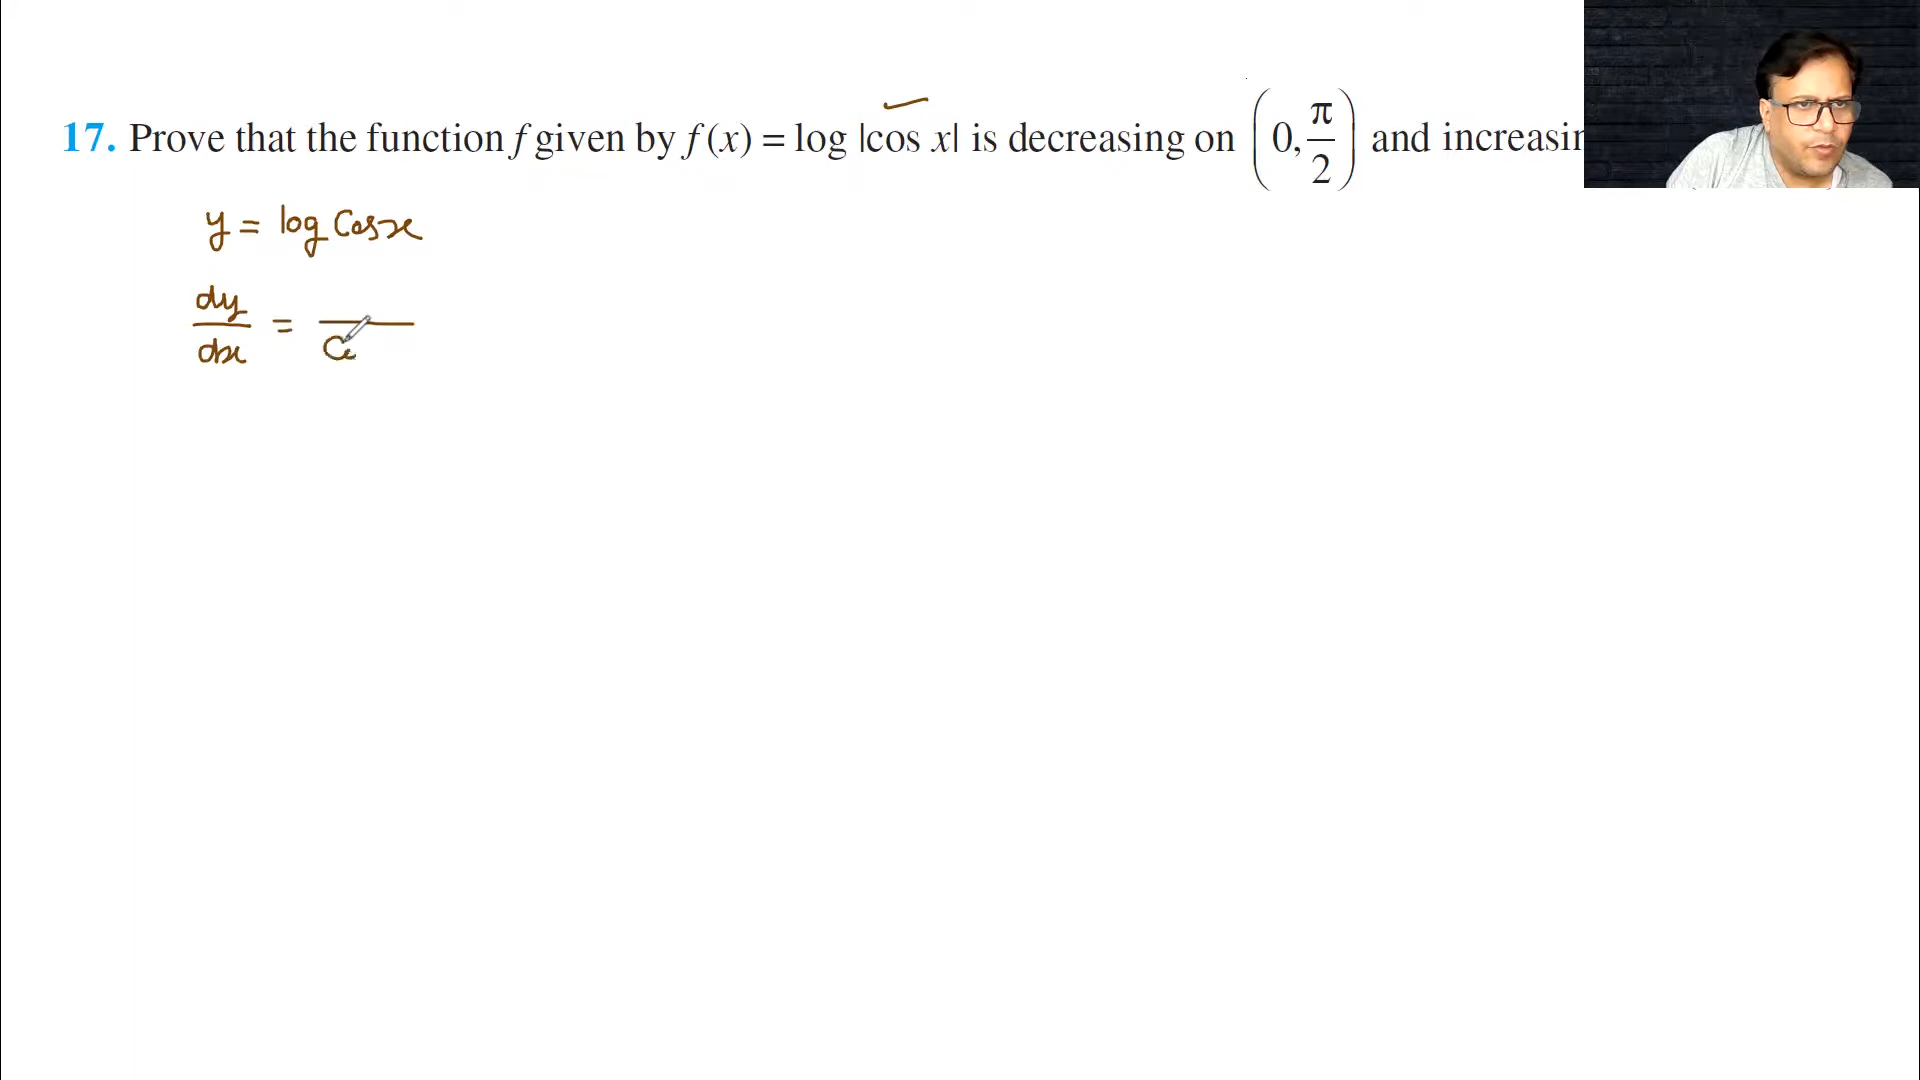 17. Prove that the function f given by f (x) = log |cos x| is decreasing on (0, π/2) and increasin
y = log Cosx
dy/dx =